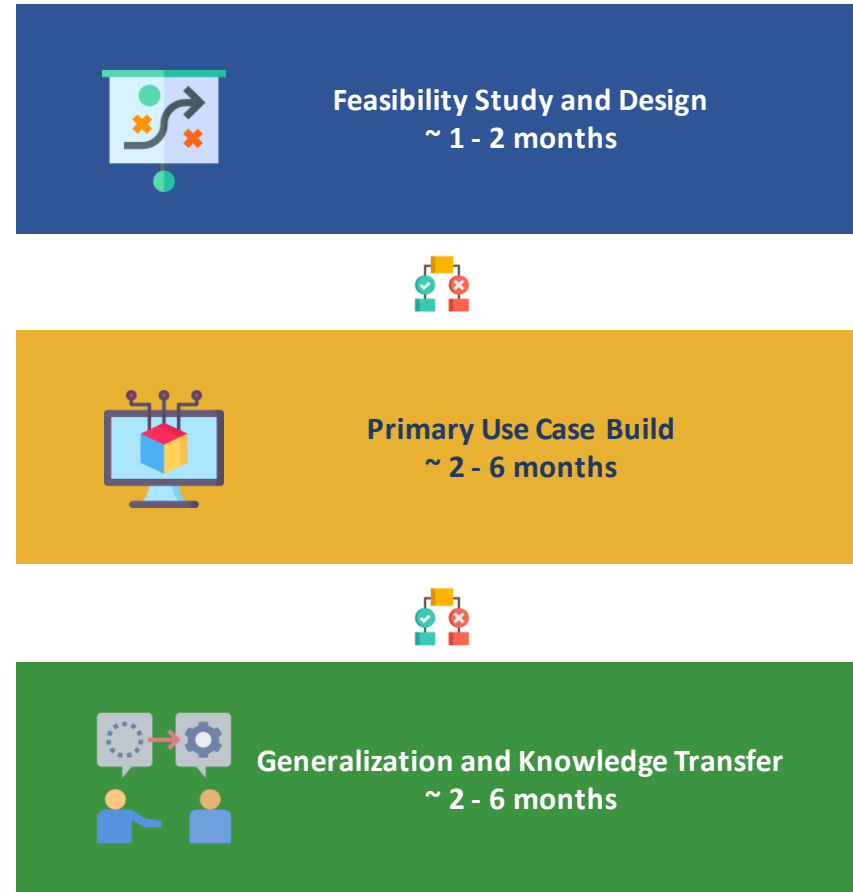 Feasibility Study and Design
~ 1 - 2 months
Primary Use Case Build
~ 2 - 6 months
Generalization and Knowledge Transfer
~ 2 - 6 months